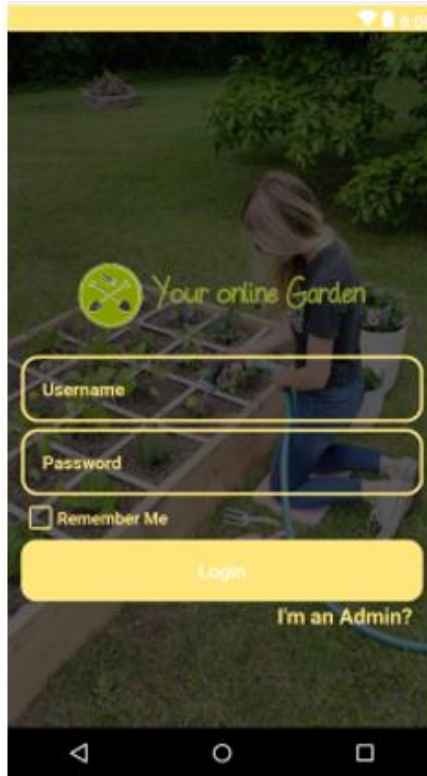 Your online Garden
Username
Password
Remember Me
Login
I'm an Admin?